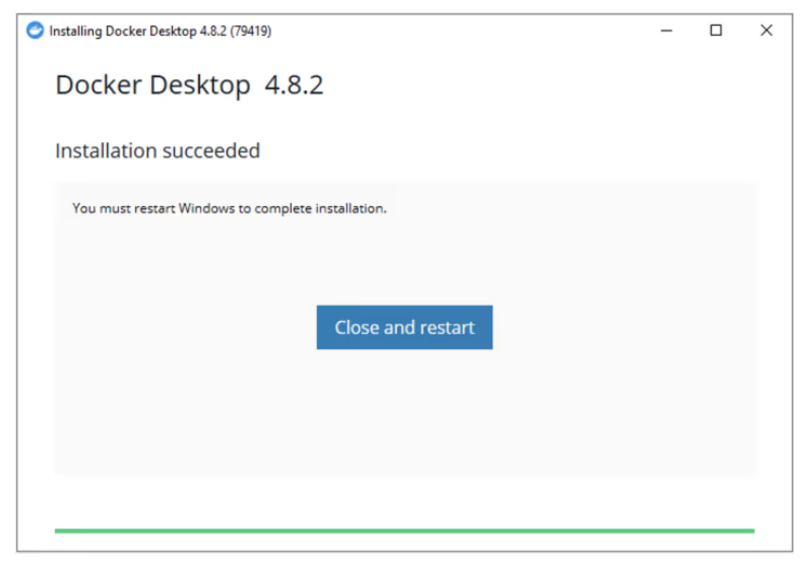 Installing Docker Desktop 4.8.2 (79419)
Docker Desktop 4.8.2
Installation succeeded
You must restart Windows to complete installation.
Close and restart